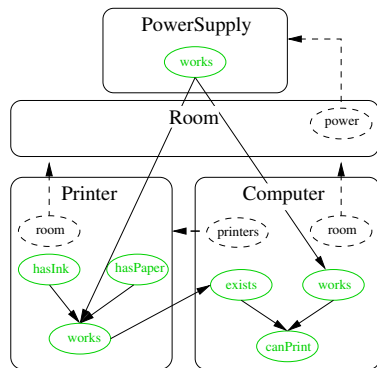 PowerSupply
works
Room
power
Printer
Computer
room
printers
room
hasInk
hasPaper
exists
works
works
canPrint